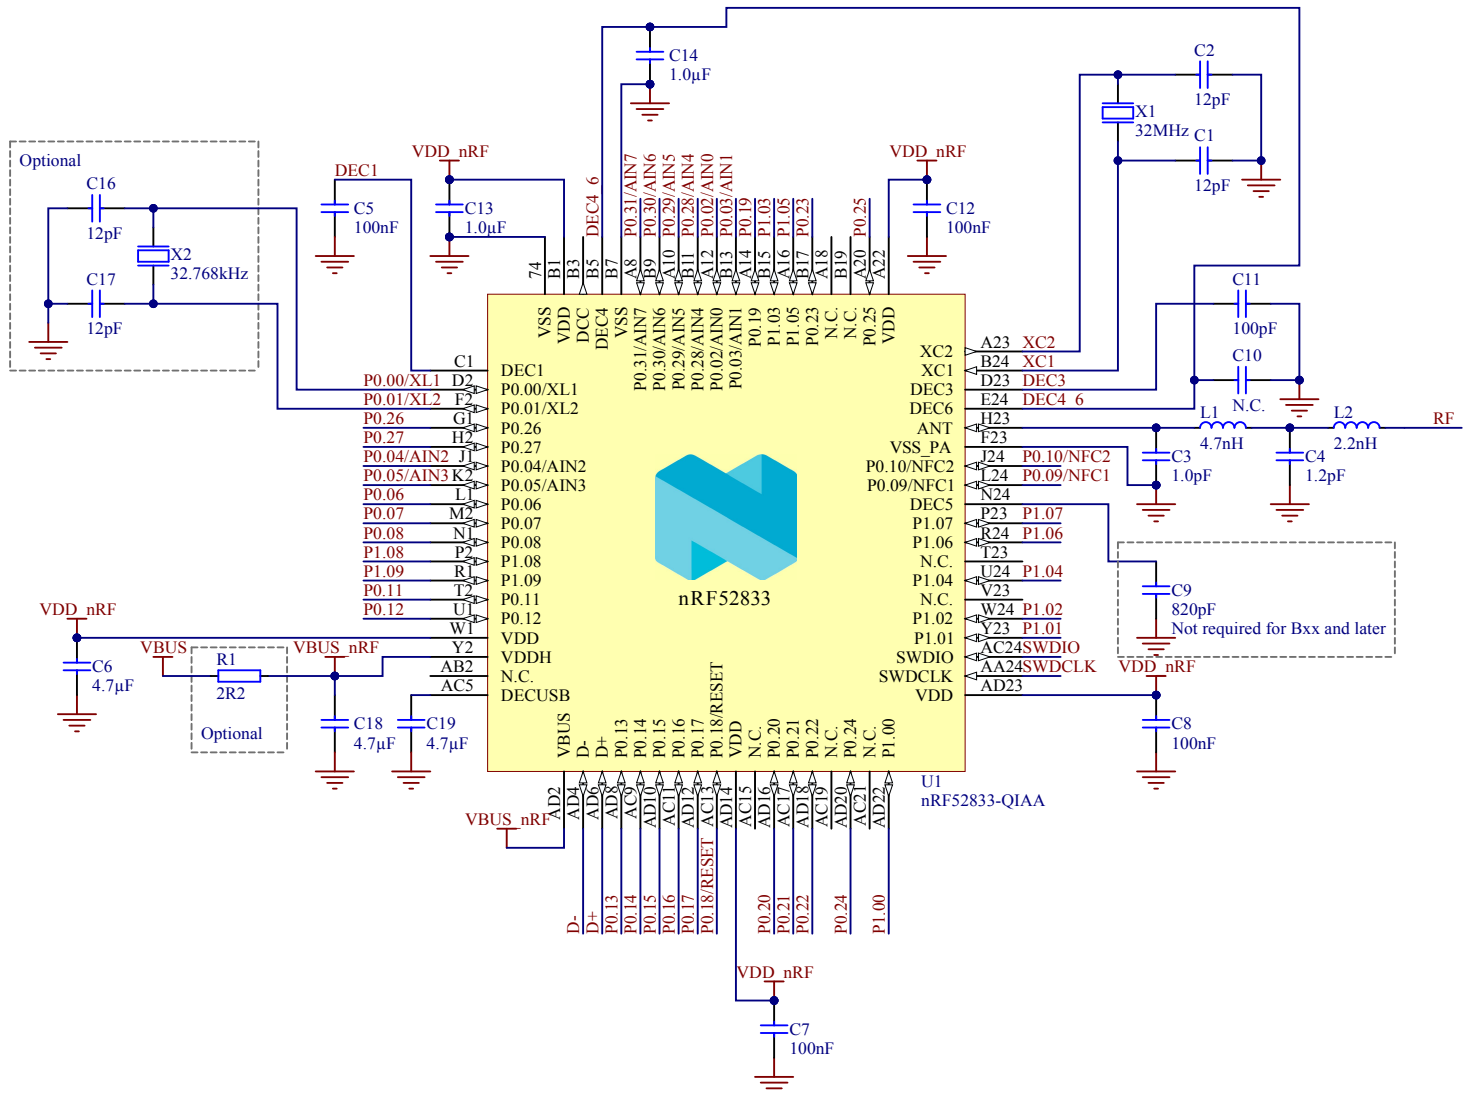 C14
1.0µF
C2
12pF
X1
32MHz
C1
12pF
Optional
C16
12pF
X2
32.768kHz
C17
12pF
DEC1
C5
100nF
VDD_nRF
C13
1.0µF
DEC4_6
P0.31/AIN7
P0.30/AIN6
P0.29/AIN5
P0.28/AIN4
P0.02/AIN0
P0.03/AIN1
P0.19
P1.03
P1.05
P0.23
P0.25
VDD_nRF
C12
100nF
74
B1
B3
B5
B7
A8
B9
A10
B11
A12
B13
A14
B15
A16
B17
A18
B19
A20
A22
VSS
VDD
DCC
DEC4
VSS
P0.31/AIN7
P0.30/AIN6
P0.29/AIN5
P0.28/AIN4
P0.02/AIN0
P0.03/AIN1
P0.19
P1.03
P1.05
P0.23
N.C.
N.C.
P0.25
VDD
C11
100pF
C10
N.C.
C1 DEC1
P0.00/XL1 D2 P0.00/XL1
P0.01/XL2 F2 P0.01/XL2
P0.26 G1 P0.26
P0.27 H2 P0.27
P0.04/AIN2 J1 P0.04/AIN2
P0.05/AIN3 K2 P0.05/AIN3
P0.06 L1 P0.06
P0.07 M2 P0.07
P0.08 N1 P0.08
P1.08 P2 P1.08
P1.09 R1 P1.09
P0.11 T2 P0.11
P0.12 U1 P0.12
W1 VDD
Y2 VDDH
AB2 N.C.
AC5 DECUSB
XC2 A23 XC2
XC1 B24 XC1
DEC3 D23 DEC3
DEC6 E24 DEC4_6
ANT H23
VSS_PA F23
P0.10/NFC2 J24 P0.10/NFC2
P0.09/NFC1 L24 P0.09/NFC1
DEC5 N24
P1.07 P23 P1.07
P1.06 R24 P1.06
N.C. T23
P1.04 U24 P1.04
N.C. V23
P1.02 W24 P1.02
P1.01 Y23 P1.01
SWDIO AC24 SWDIO
SWDCLK AA24 SWDCLK
VDD AD23
L1
4.7nH
L2
2.2nH
RF
C3
1.0pF
C4
1.2pF
C9
820pF
Not required for Bxx and later
VDD_nRF
C8
100nF
nRF52833
VDD_nRF
C6
4.7µF
VBUS
R1
2R2
Optional
VBUS_nRF
C18
4.7µF
C19
4.7µF
VBUS
D-
D+
P0.13
P0.14
P0.15
P0.16
P0.17
P0.18/RESET
VDD
N.C.
P0.20
P0.21
P0.22
N.C.
P0.24
N.C.
P1.00
U1
nRF52833-QIAA
AD2
AD4
AD6
AD8
AC9
AD10
AC11
AD12
AC13
AD14
AC15
AD16
AC17
AD18
AC19
AD20
AC21
AD22
VBUS_nRF
D-
D+
P0.13
P0.14
P0.15
P0.16
P0.17
P0.18/RESET
P0.20
P0.21
P0.22
P0.24
P1.00
VDD_nRF
C7
100nF